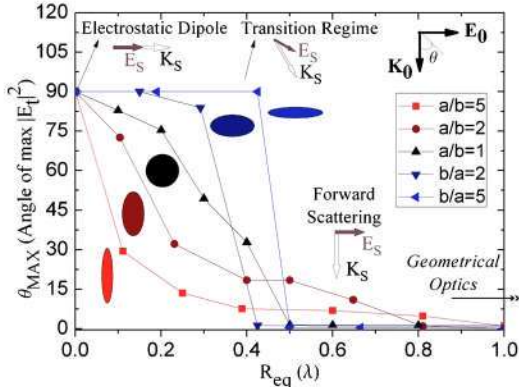 120
105
90
75
60
45
30
15
0
θMAX (Angle of max |Et|²)
Electrostatic Dipole
ES
KS
Transition Regime
ES
KS
E0
K0
θ
a/b=5
a/b=2
a/b=1
b/a=2
b/a=5
Forward
Scattering
ES
KS
Geometrical
Optics
0.0 0.2 0.4 0.6 0.8 1.0
Req (λ)